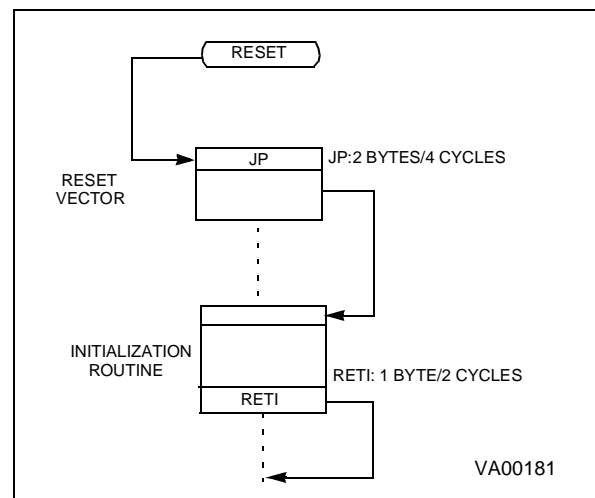 RESET
JP
JP:2 BYTES/4 CYCLES
RESET
VECTOR
INITIALIZATION
ROUTINE
RETI: 1 BYTE/2 CYCLES
RETI
VA00181